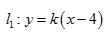 l₁ : y = k(x−4)